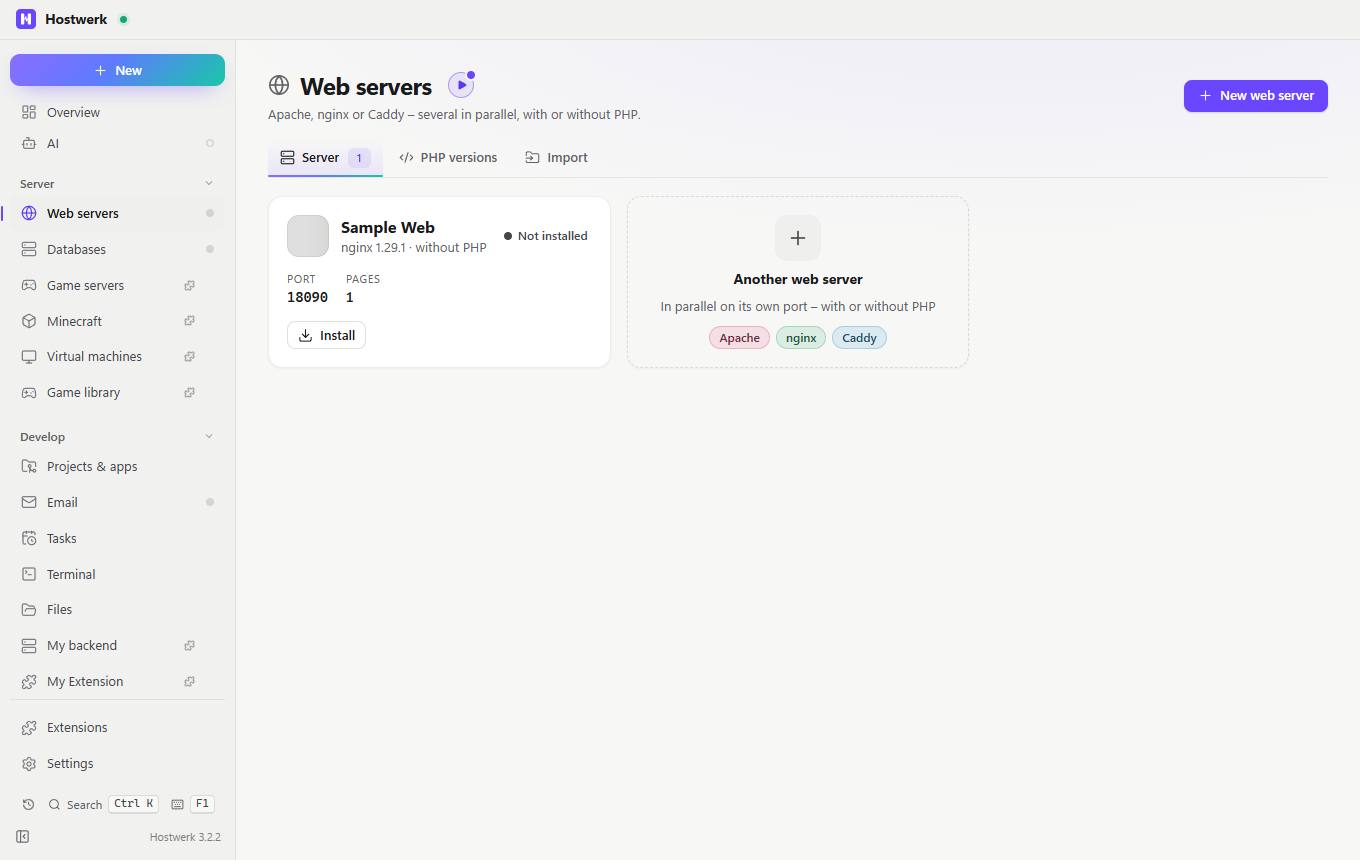 Hostwerk
New
Overview
AI
Server
Web servers
Databases
Game servers
Minecraft
Virtual machines
Game library
Develop
Projects & apps
Email
Tasks
Terminal
Files
My backend
My Extension
Extensions
Settings
Search Ctrl K F1
Hostwerk 3.2.2
Web servers
Apache, nginx or Caddy – several in parallel, with or without PHP.
New web server
Server 1 PHP versions Import
Sample Web
nginx 1.29.1 · without PHP
Not installed
PORT PAGES
18090 1
Install
Another web server
In parallel on its own port – with or without PHP
Apache nginx Caddy